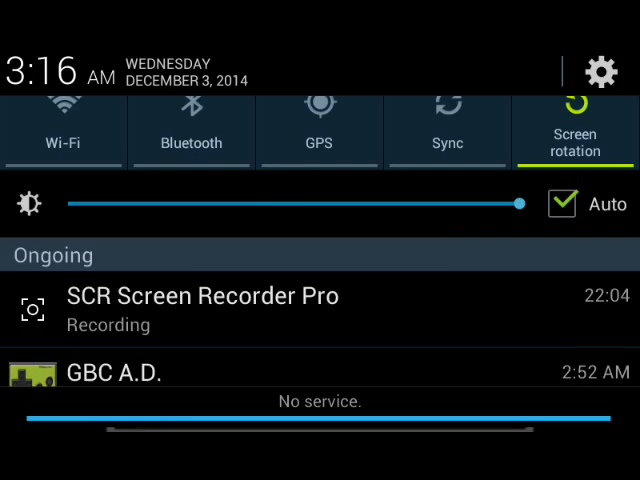 3:16 AM
WEDNESDAY
DECEMBER 3, 2014
Wi-Fi
Bluetooth
GPS
Sync
Screen
rotation
Auto
Ongoing
SCR Screen Recorder Pro
22:04
Recording
GBC A.D.
2:52 AM
No service.